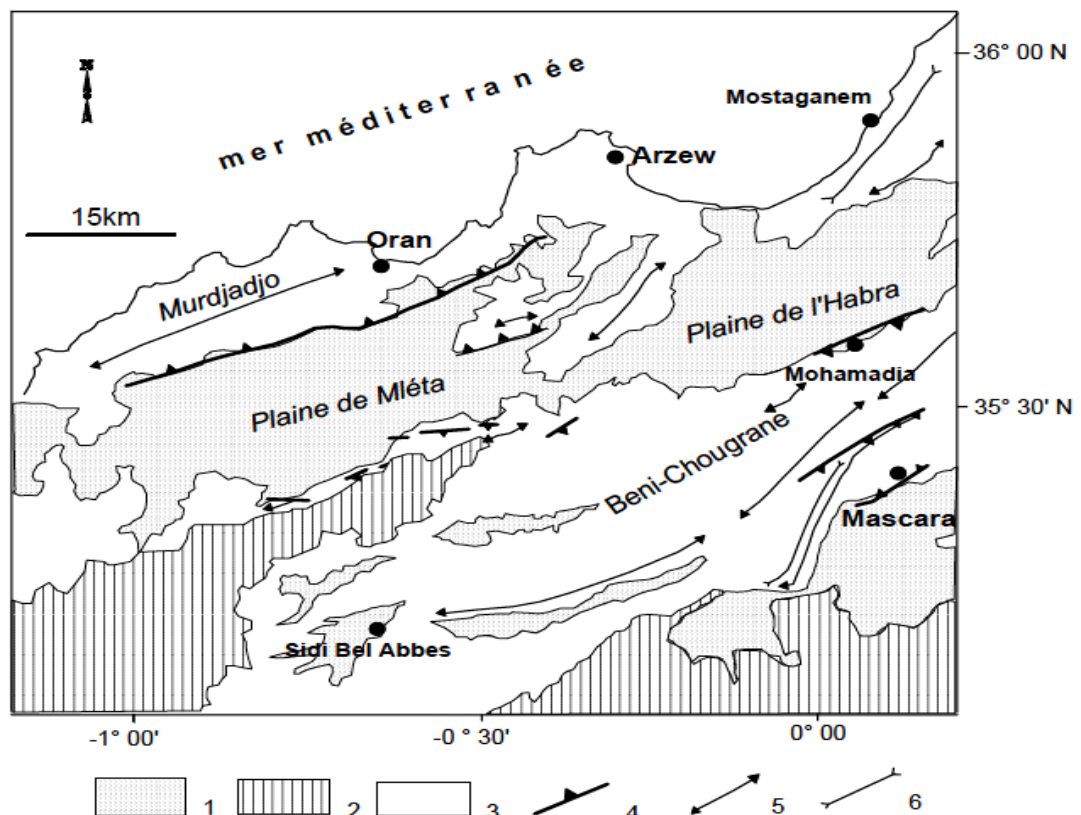 36° 00 N
N
mer méditerranée
Mostaganem
Arzew
15km
Oran
Murdjadjo
Plaine de l'Habra
Mohamadia
Plaine de Mléta
35° 30' N
Beni-Chougrane
Mascara
Sidi Bel Abbes
-1° 00' -0° 30' 0° 00
1 2 3 4 5 6